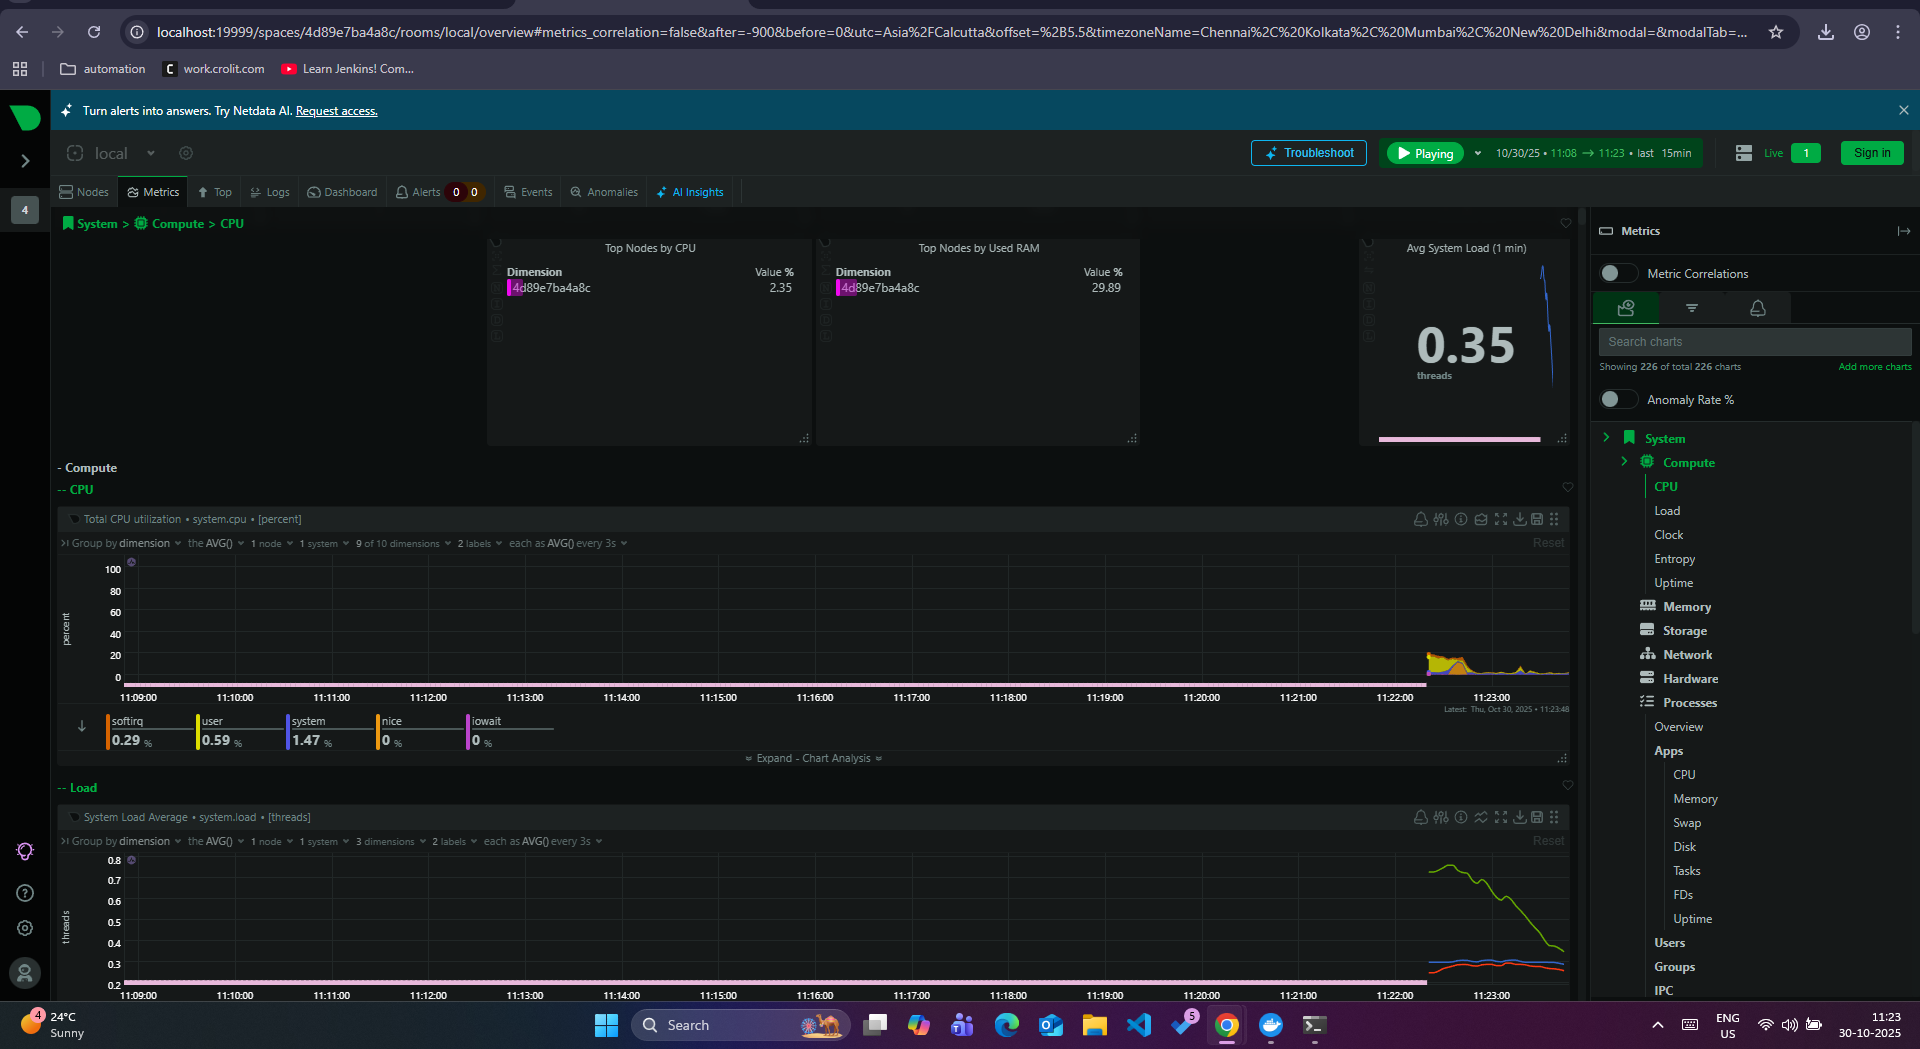 localhost:19999/spaces/4d89e7ba4a8c/rooms/local/overview#metrics_correlation=false&after=-900&before=0&utc=Asia%2FCalcutta&offset=%2B5.5&timezoneName=Chennai%2C%20Kolkata%2C%20Mumbai%2C%20New%20Delhi&modal=&modalTab=...
automation
C work.crolit.com
Learn Jenkins! Com...
Turn alerts into answers. Try Netdata AI. Request access.
local
Troubleshoot
Playing
10/30/25 • 11:08 → 11:23 • last 15min
Live 1
Sign in
4
Nodes
Metrics
Top
Logs
Dashboard
Alerts 0 0
Events
Anomalies
AI Insights
System > Compute > CPU
Top Nodes by CPU
Dimension Value %
4d89e7ba4a8c 2.35
Top Nodes by Used RAM
Dimension Value %
4d89e7ba4a8c 29.89
Avg System Load (1 min)
0.35
threads
- Compute
-- CPU
Total CPU utilization • system.cpu • [percent]
Group by dimension the AVG() 1 node 1 system 9 of 10 dimensions 2 labels each as AVG() every 3s
Reset
percent
100
80
60
40
20
0
11:09:00 11:10:00 11:11:00 11:12:00 11:13:00 11:14:00 11:15:00 11:16:00 11:17:00 11:18:00 11:19:00 11:20:00 11:21:00 11:22:00 11:23:00
Latest: Thu, Oct 30, 2025 • 11:23:48
softirq 0.29 %
user 0.59 %
system 1.47 %
nice 0 %
iowait 0 %
Expand - Chart Analysis
-- Load
System Load Average • system.load • [threads]
Group by dimension the AVG() 1 node 1 system 3 dimensions 2 labels each as AVG() every 3s
Reset
threads
0.8
0.7
0.6
0.5
0.4
0.3
0.2
11:09:00 11:10:00 11:11:00 11:12:00 11:13:00 11:14:00 11:15:00 11:16:00 11:17:00 11:18:00 11:19:00 11:20:00 11:21:00 11:22:00 11:23:00
Metrics
Metric Correlations
Search charts
Showing 226 of total 226 charts
Add more charts
Anomaly Rate %
System
Compute
CPU
Load
Clock
Entropy
Uptime
Memory
Storage
Network
Hardware
Processes
Overview
Apps
CPU
Memory
Swap
Disk
Tasks
FDs
Uptime
Users
Groups
IPC
4
24°C
Sunny
Search
5
ENG
US
11:23
30-10-2025